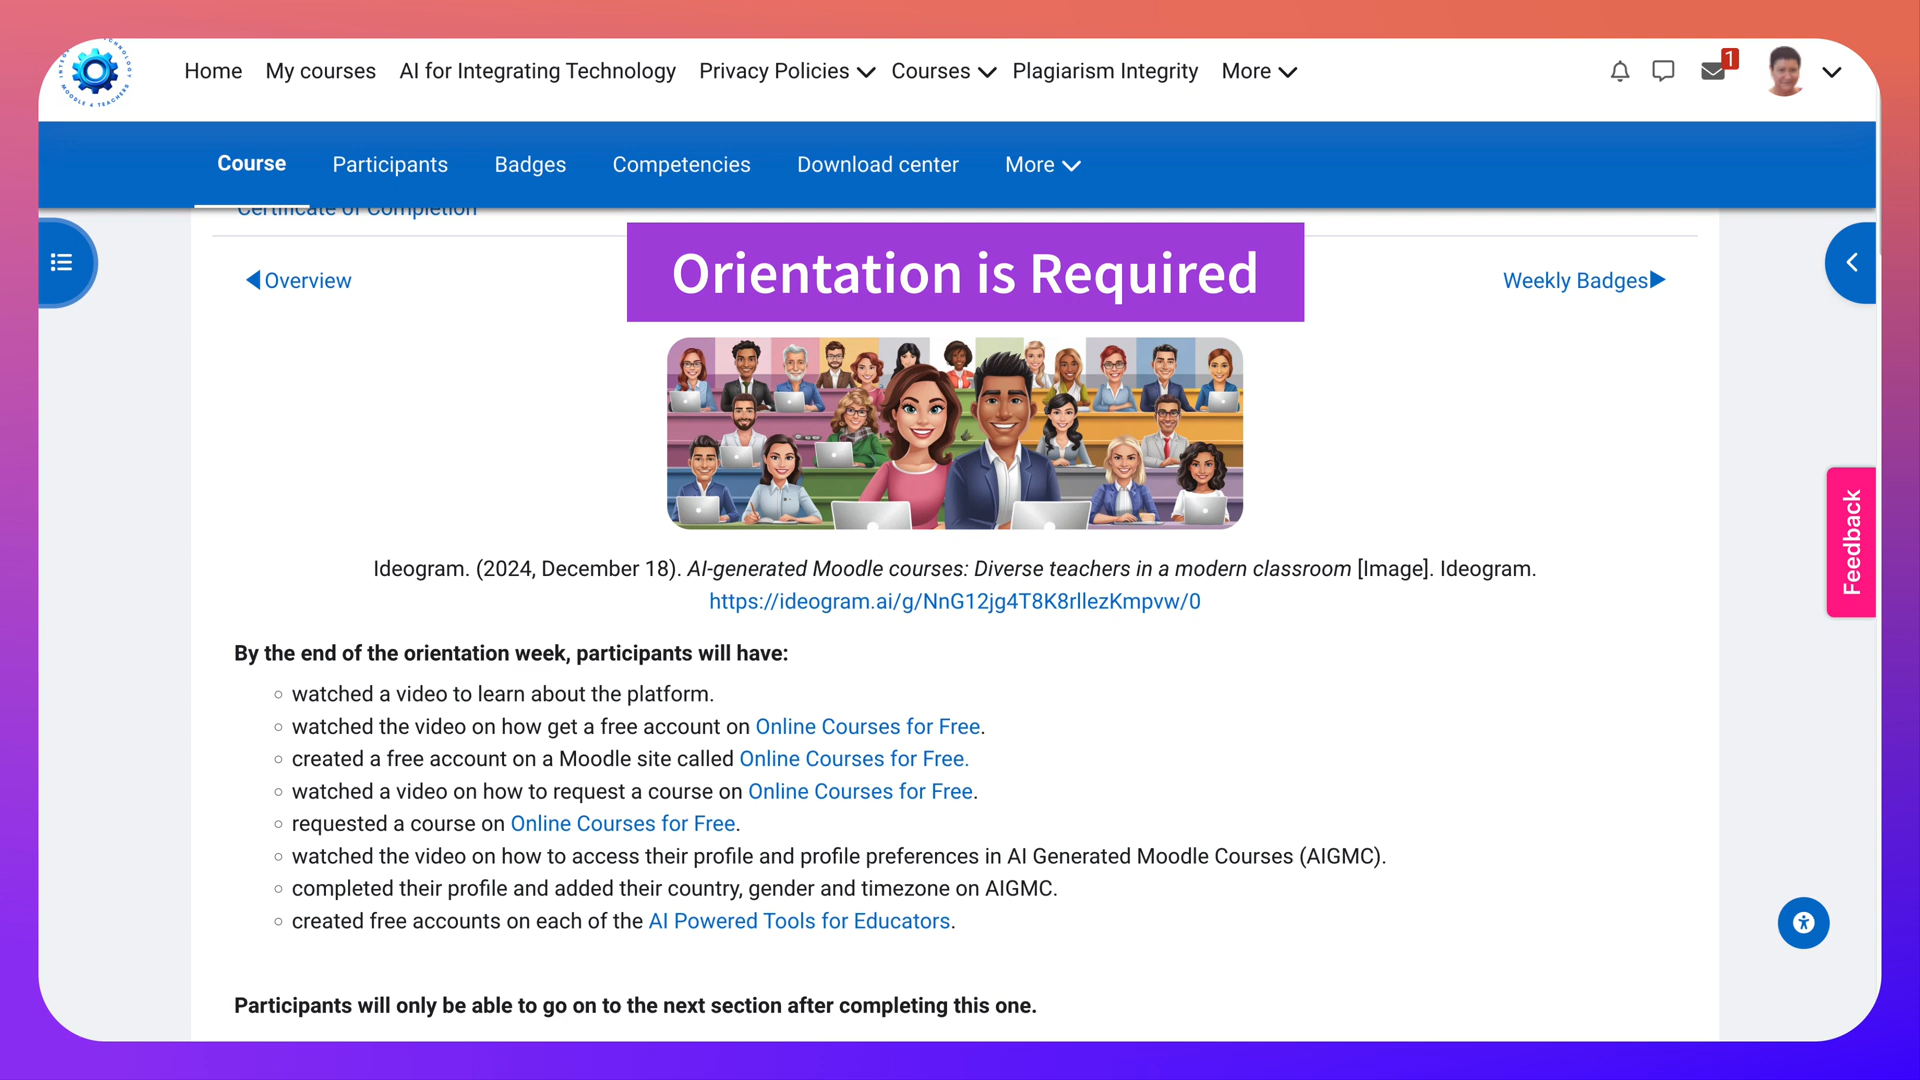 INTEGRATING TECHNOLOGY
MOODLE 4 TEACHERS
Home My courses AI for Integrating Technology Privacy Policies Courses Plagiarism Integrity More
1
Course Participants Badges Competencies Download center More
Certificate of Completion
Orientation is Required
Overview
Weekly Badges
Feedback
Ideogram. (2024, December 18). AI-generated Moodle courses: Diverse teachers in a modern classroom [Image]. Ideogram.
https://ideogram.ai/g/NnG12jg4T8K8rllezKmpvw/0
By the end of the orientation week, participants will have:
watched a video to learn about the platform.
watched the video on how get a free account on Online Courses for Free.
created a free account on a Moodle site called Online Courses for Free.
watched a video on how to request a course on Online Courses for Free.
requested a course on Online Courses for Free.
watched the video on how to access their profile and profile preferences in AI Generated Moodle Courses (AIGMC).
completed their profile and added their country, gender and timezone on AIGMC.
created free accounts on each of the AI Powered Tools for Educators.
Participants will only be able to go on to the next section after completing this one.